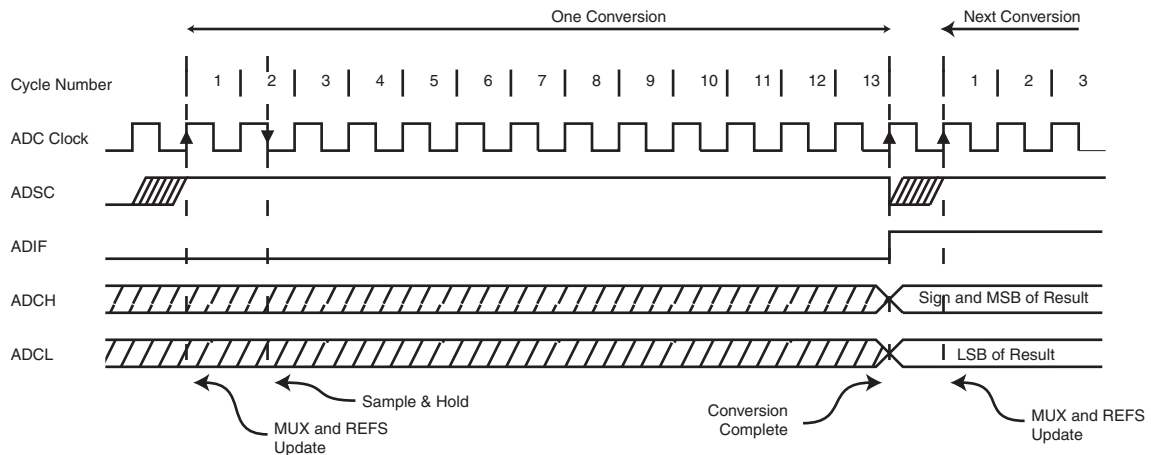 One Conversion
Next Conversion
Cycle Number
1 2 3 4 5 6 7 8 9 10 11 12 13 1 2 3
ADC Clock
ADSC
ADIF
ADCH
Sign and MSB of Result
ADCL
LSB of Result
Sample & Hold
MUX and REFS
Update
Conversion
Complete
MUX and REFS
Update